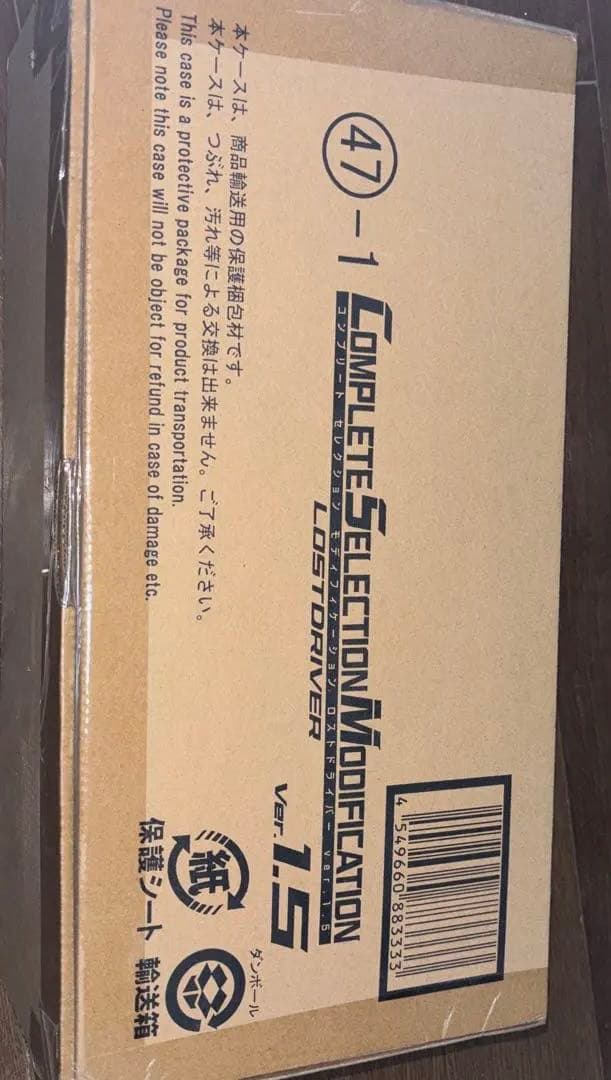 ㊼-1
COMPLETE SELECTION MODIFICATION
コンプリート セレクション モディフィケーション ロストドライバー ver.1.5
LOSTDRIVER
Ver.1.5
本ケースは、商品輸送用の保護梱包材です。
本ケースは、つぶれ、汚れ等による交換は出来ません。ご了承ください。
This case is a protective package for product transportation.
Please note this case will not be object for refund in case of damage etc.
4 549660 883333
紙
保護シート
ダンボール
輸送箱